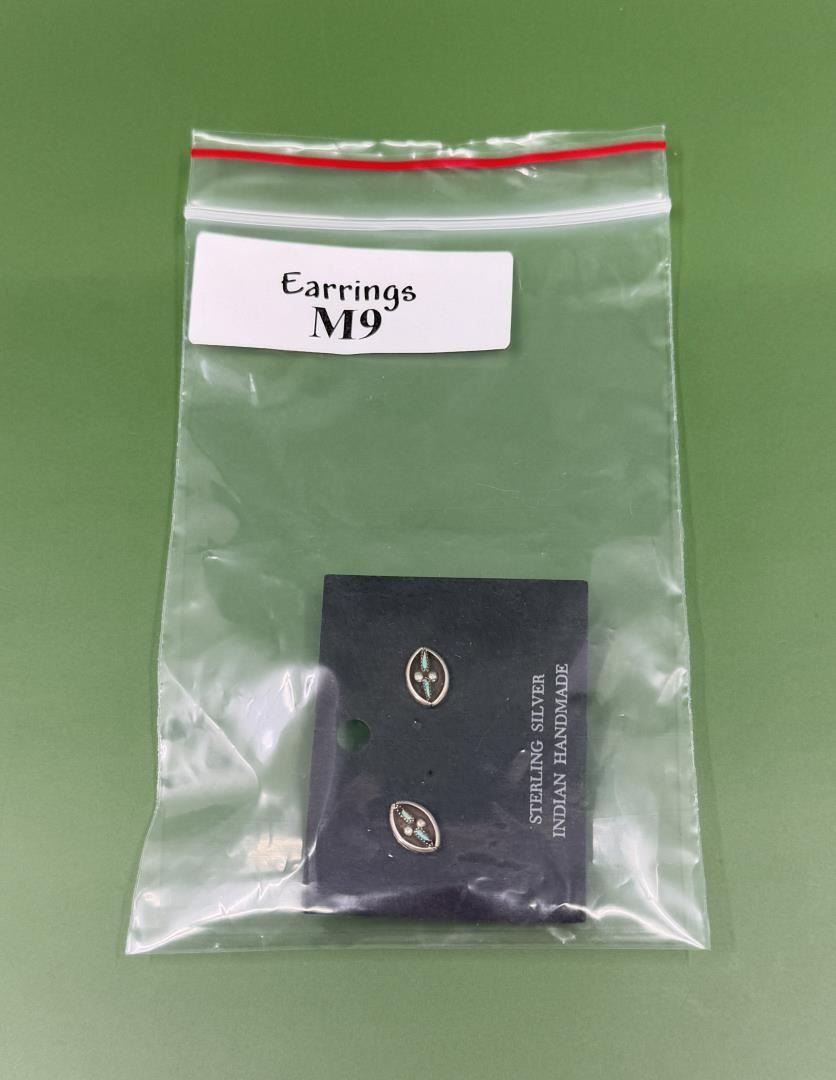 Earrings
M9
STERLING SILVER
INDIAN HANDMADE